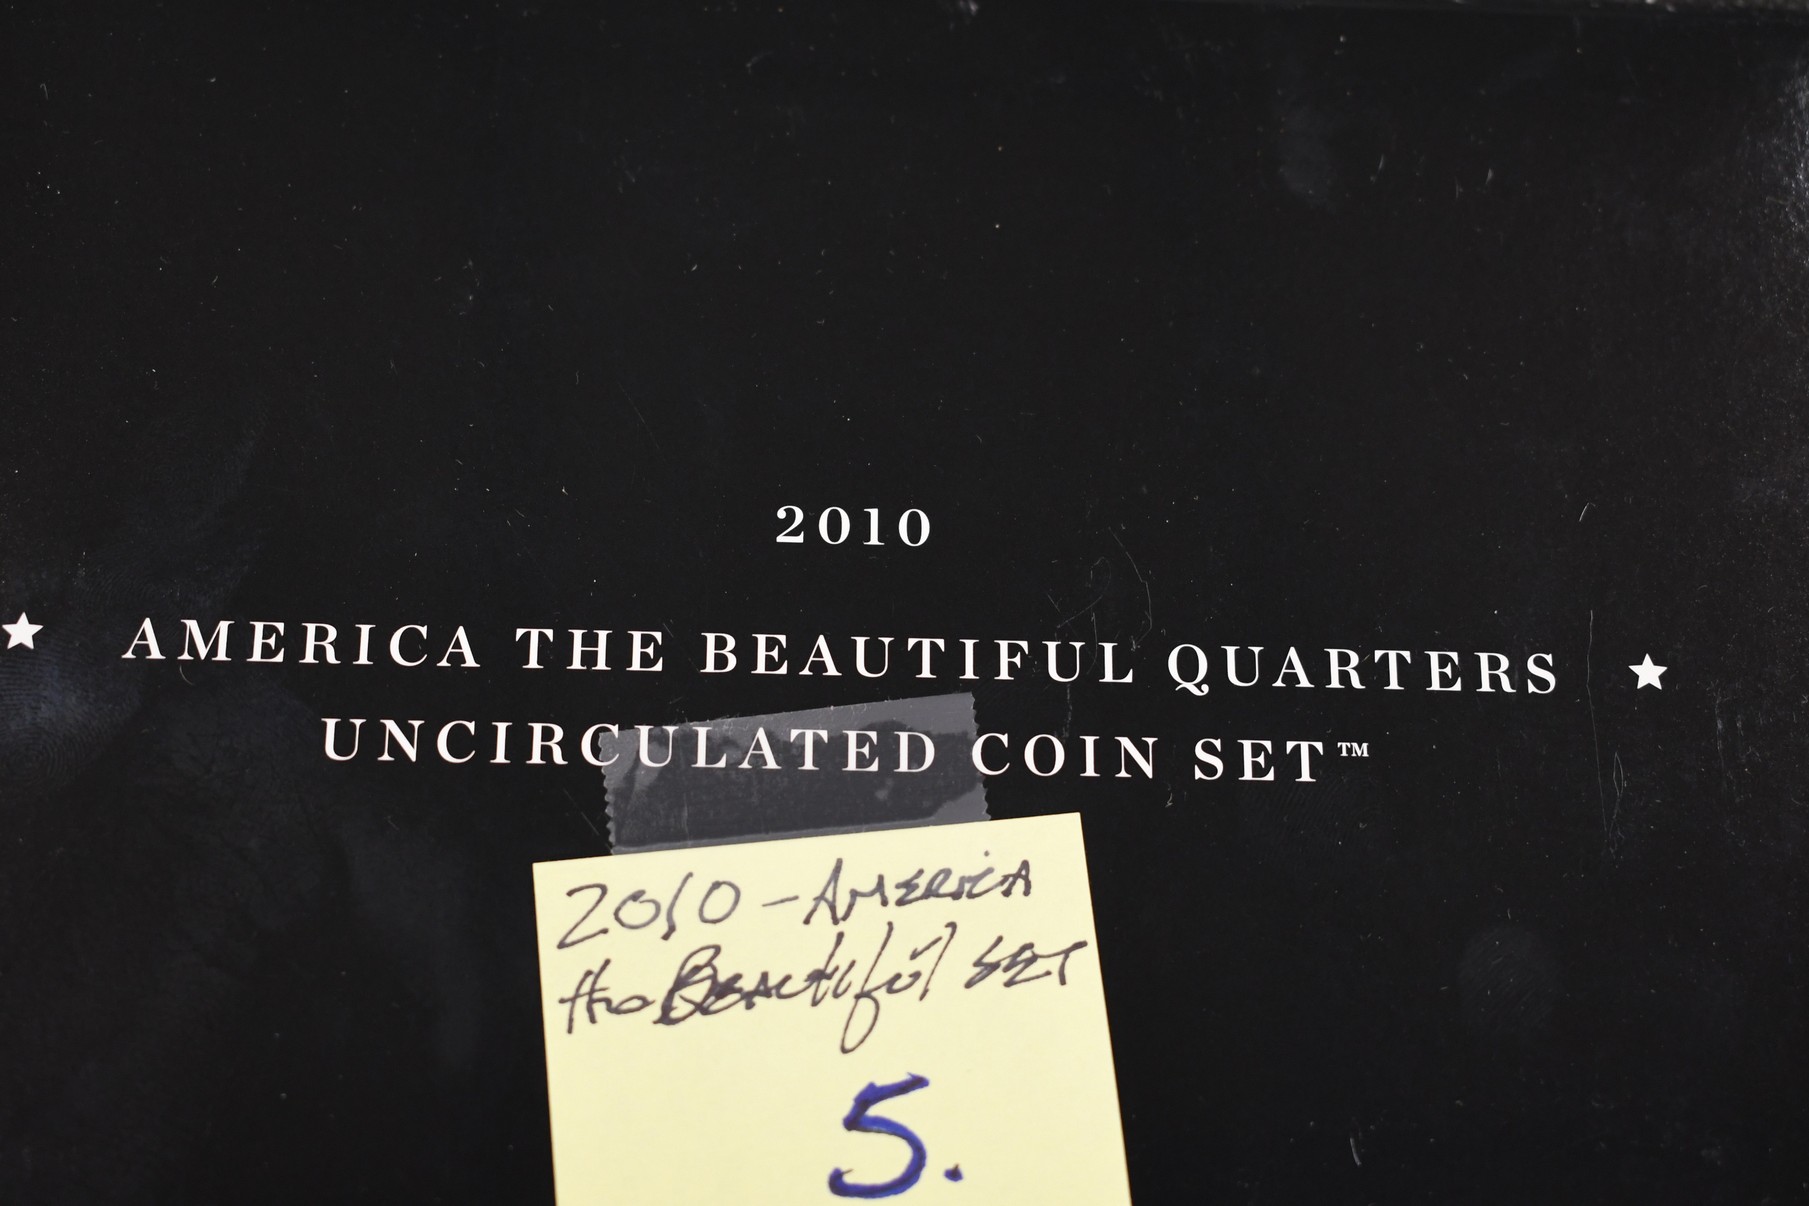 2010
★ AMERICA THE BEAUTIFUL QUARTERS ★
UNCIRCULATED COIN SET™
2010 - AMERICA
the BEAutiful SET
5.